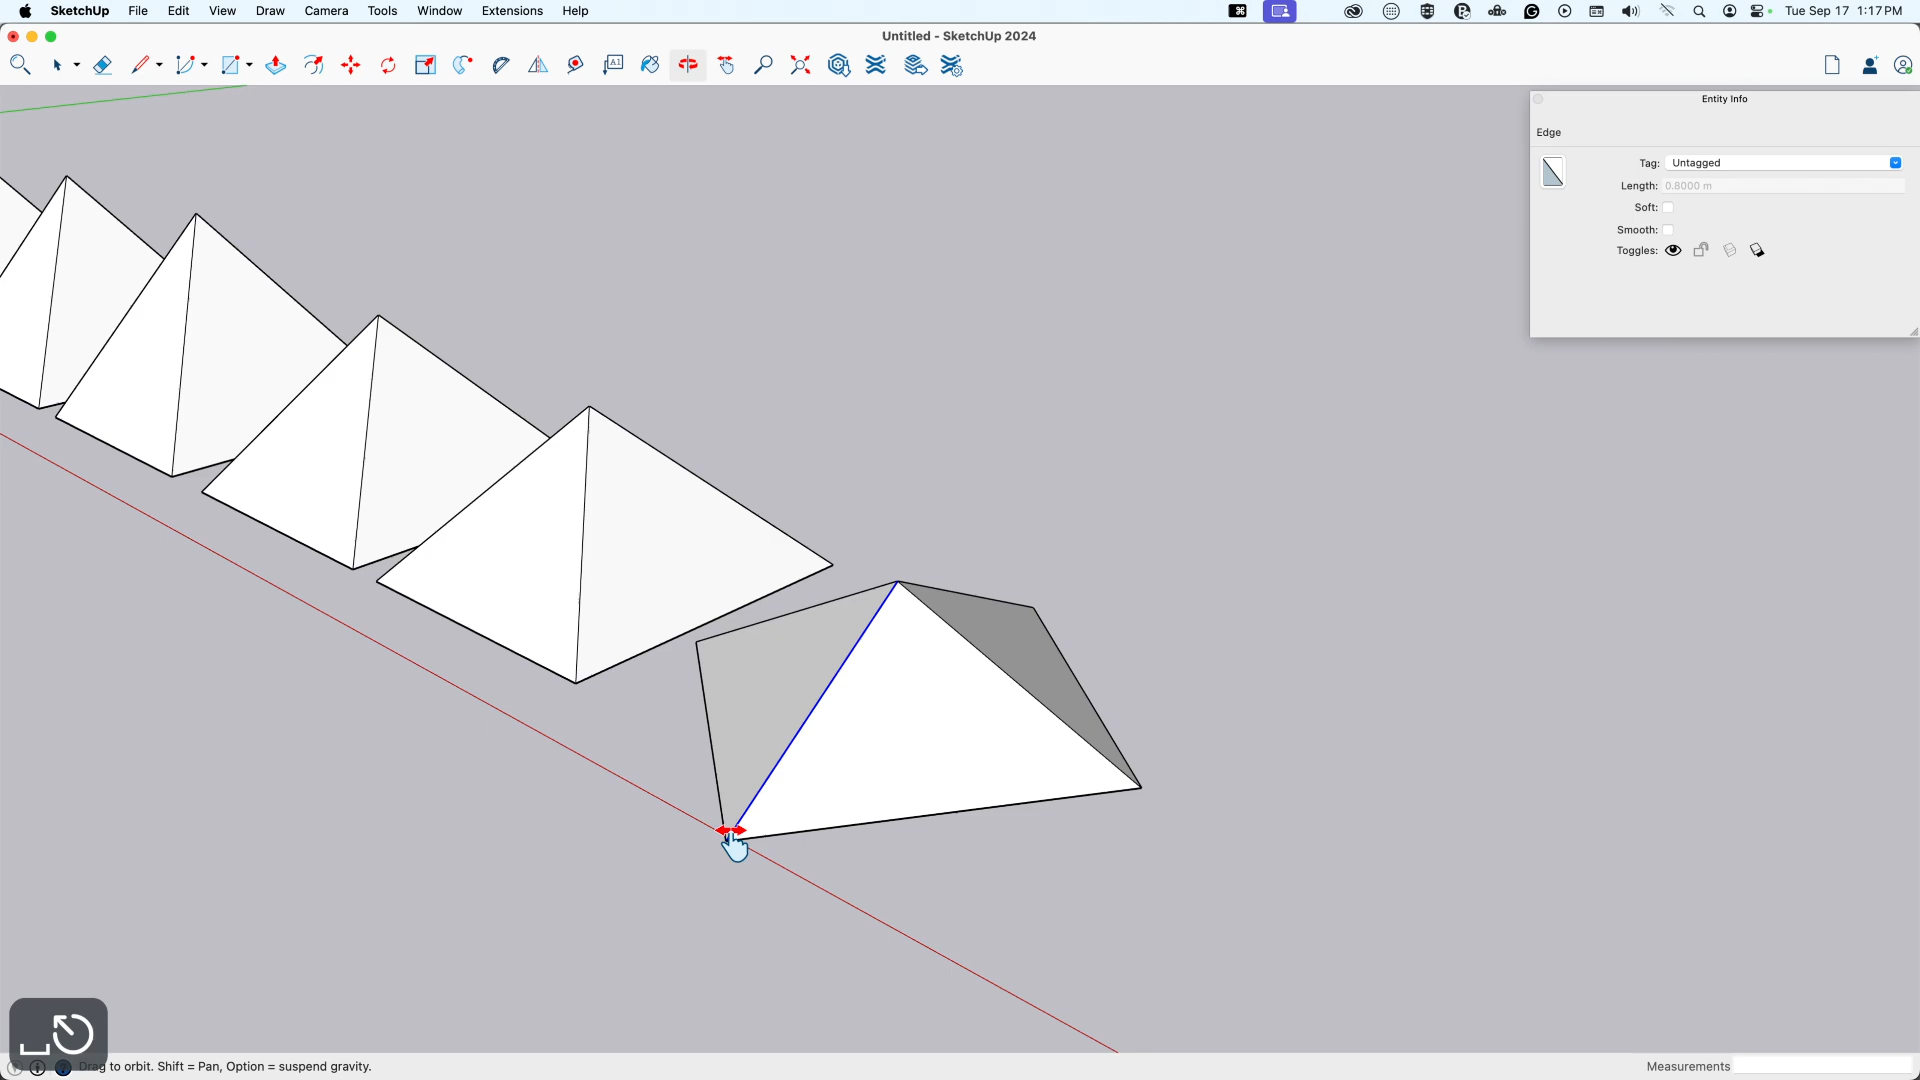 SketchUp File Edit View Draw Camera Tools Window Extensions Help Tue Sep 17 1:17 PM
Untitled - SketchUp 2024
Entity Info
Edge
Tag: Untagged
Length: 0.8000 m
Soft:
Smooth:
Toggles:
Drag to orbit. Shift = Pan, Option = suspend gravity. Measurements